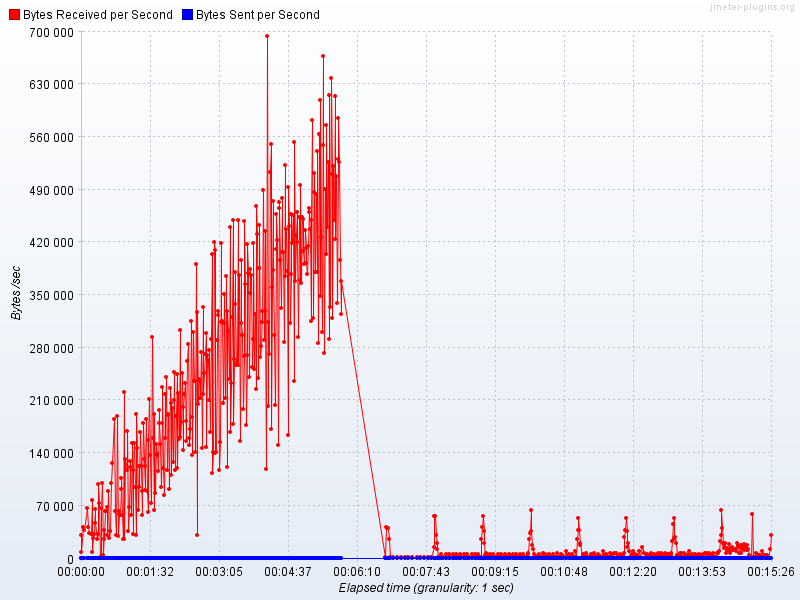 jmeter-plugins.org
Bytes Received per Second Bytes Sent per Second
700 000
630 000
560 000
490 000
420 000
350 000
280 000
210 000
140 000
70 000
0
Bytes /sec
00:00:00 00:01:32 00:03:05 00:04:37 00:06:10 00:07:43 00:09:15 00:10:48 00:12:20 00:13:53 00:15:26
Elapsed time (granularity: 1 sec)